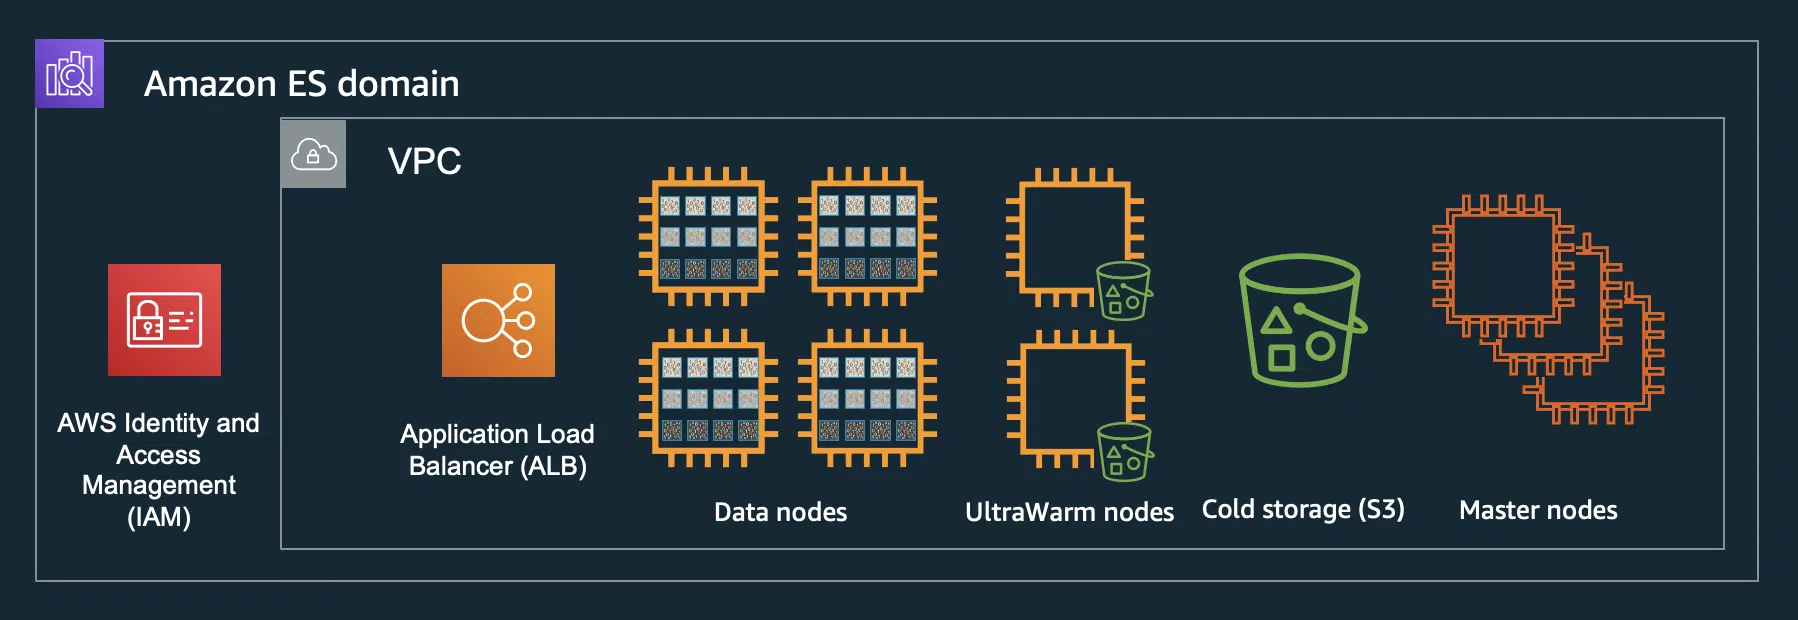 Amazon ES domain
VPC
AWS Identity and
Access
Management
(IAM)
Application Load
Balancer (ALB)
Data nodes
UltraWarm nodes
Cold storage (S3)
Master nodes